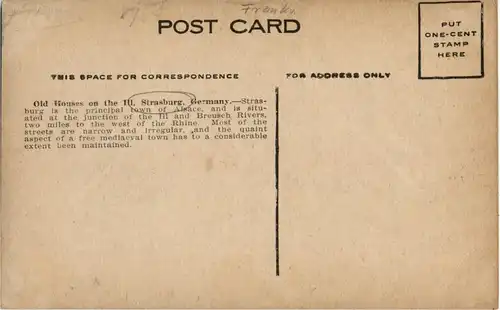 Frankr.
POST CARD
PUT
ONE-CENT
STAMP
HERE
THIS SPACE FOR CORRESPONDENCE
FOR ADDRESS ONLY
Old Houses on the Ill, Strasburg, Germany.—Stras-
burg is the principal town of Alsace, and is situ-
ated at the junction of the Ill and Breusch Rivers,
two miles to the west of the Rhine. Most of the
streets are narrow and irregular, and the quaint
aspect of a free mediaeval town has to a considerable
extent been maintained.